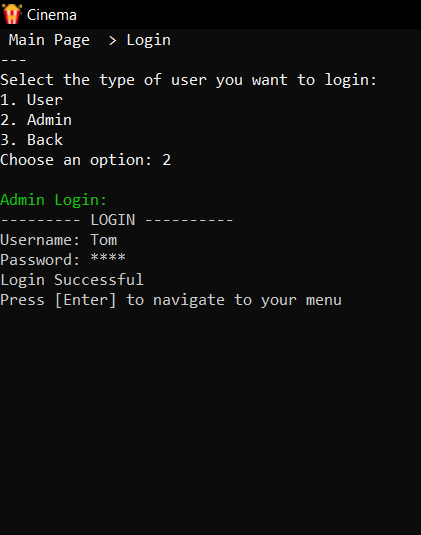 Cinema
Main Page > Login
---
Select the type of user you want to login:
1. User
2. Admin
3. Back
Choose an option: 2
Admin Login:
--------- LOGIN ----------
Username: Tom
Password: ****
Login Successful
Press [Enter] to navigate to your menu